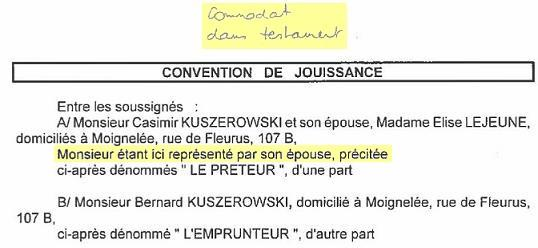 Commodat
dans testament
CONVENTION DE JOUISSANCE
Entre les soussignés :
A/ Monsieur Casimir KUSZEROWSKI et son épouse, Madame Elise LEJEUNE,
domiciliés à Moignelée, rue de Fleurus, 107 B,
Monsieur étant ici représenté par son épouse, précitée
ci-après dénommés " LE PRETEUR ", d'une part
B/ Monsieur Bernard KUSZEROWSKI, domicilié à Moignelée, rue de Fleurus,
107 B,
ci-après dénommé " L'EMPRUNTEUR ", d'autre part